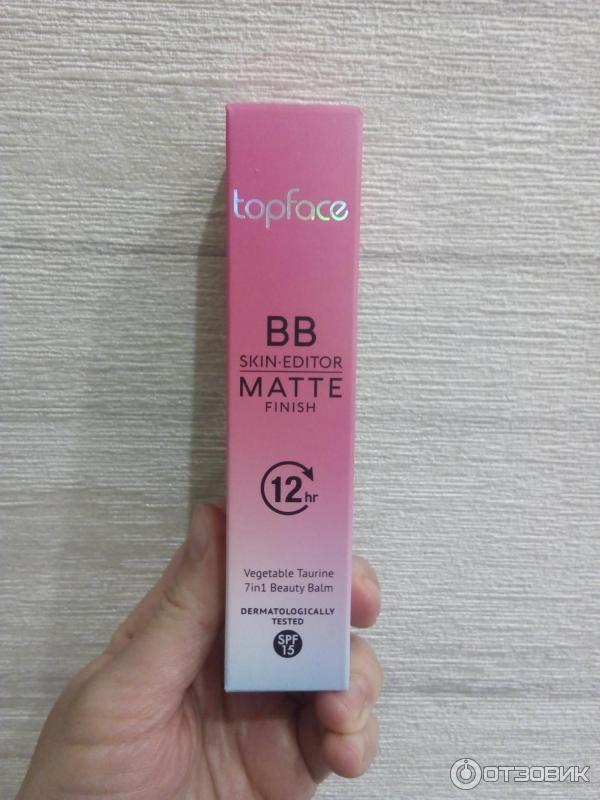 topface
BB
SKIN·EDITOR
MATTE
FINISH
12hr
Vegetable Taurine
7in1 Beauty Balm
DERMATOLOGICALLY
TESTED
SPF
15
ОТЗОВИК